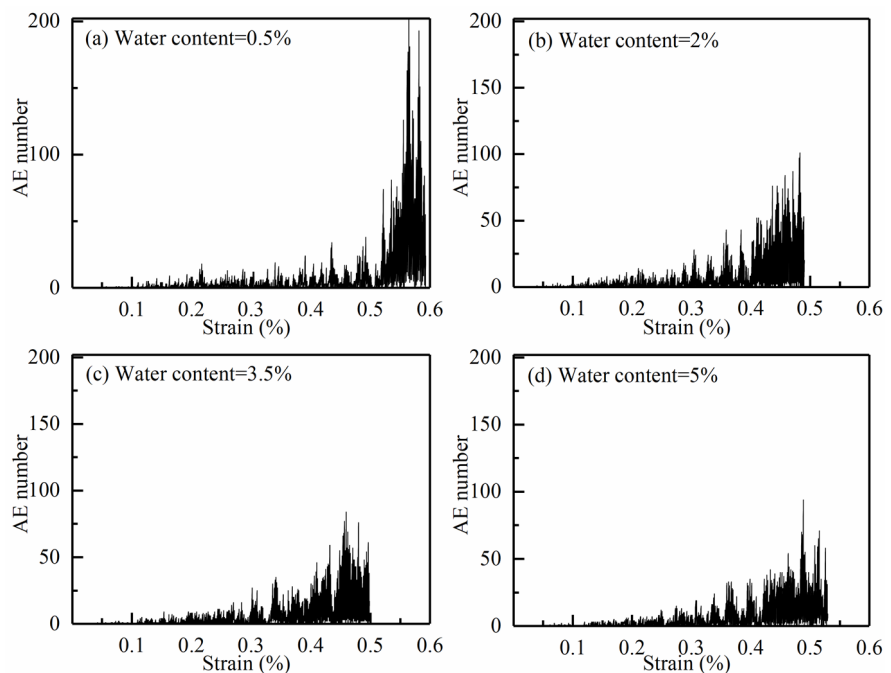 (a) Water content=0.5%
AE number
200
100
0
0.1 0.2 0.3 0.4 0.5 0.6
Strain (%)
(b) Water content=2%
AE number
200
150
100
50
0
0.1 0.2 0.3 0.4 0.5 0.6
Strain (%)
(c) Water content=3.5%
AE number
200
150
100
50
0
0.1 0.2 0.3 0.4 0.5 0.6
Strain (%)
(d) Water content=5%
AE number
200
150
100
50
0
0.1 0.2 0.3 0.4 0.5 0.6
Strain (%)